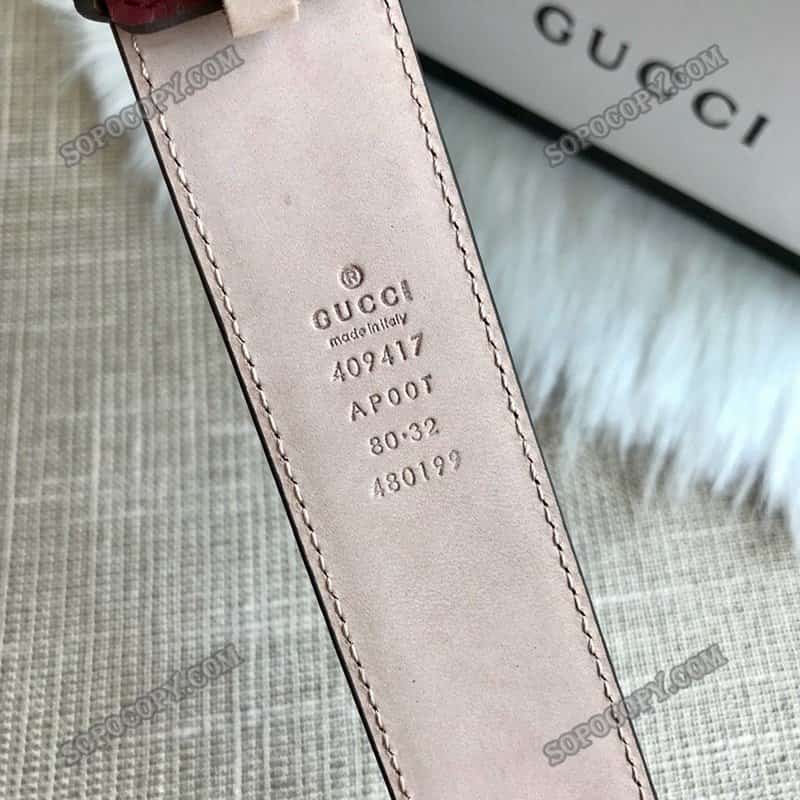 GUCCI
SOPOCOPY.COM
SOPOCOPY.COM
®
GUCCI
made in italy
409417
AP00T
80·32
480199
SOPOCOPY.COM
SOPOCOPY.COM